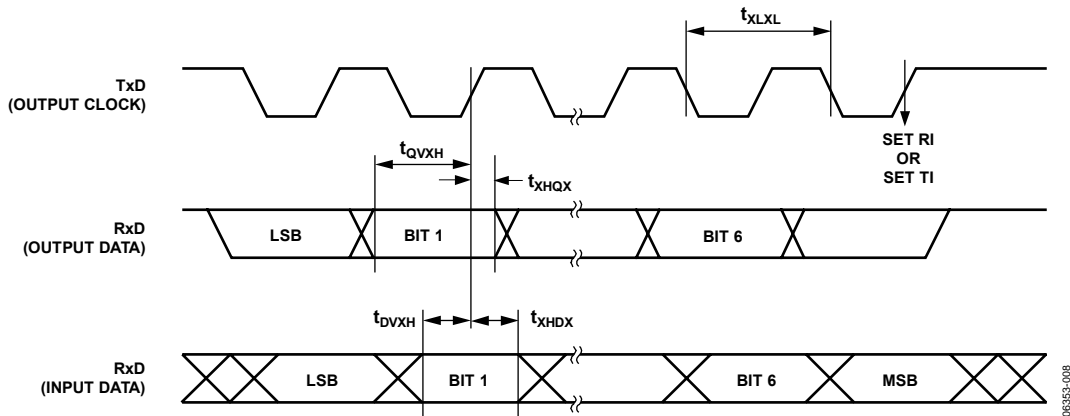 tXLXL
TxD
(OUTPUT CLOCK)
SET RI
OR
SET TI
tQVXH
tXHQX
RxD
(OUTPUT DATA)
LSB
BIT 1
BIT 6
tDVXH
tXHDX
RxD
(INPUT DATA)
LSB
BIT 1
BIT 6
MSB
06353-008